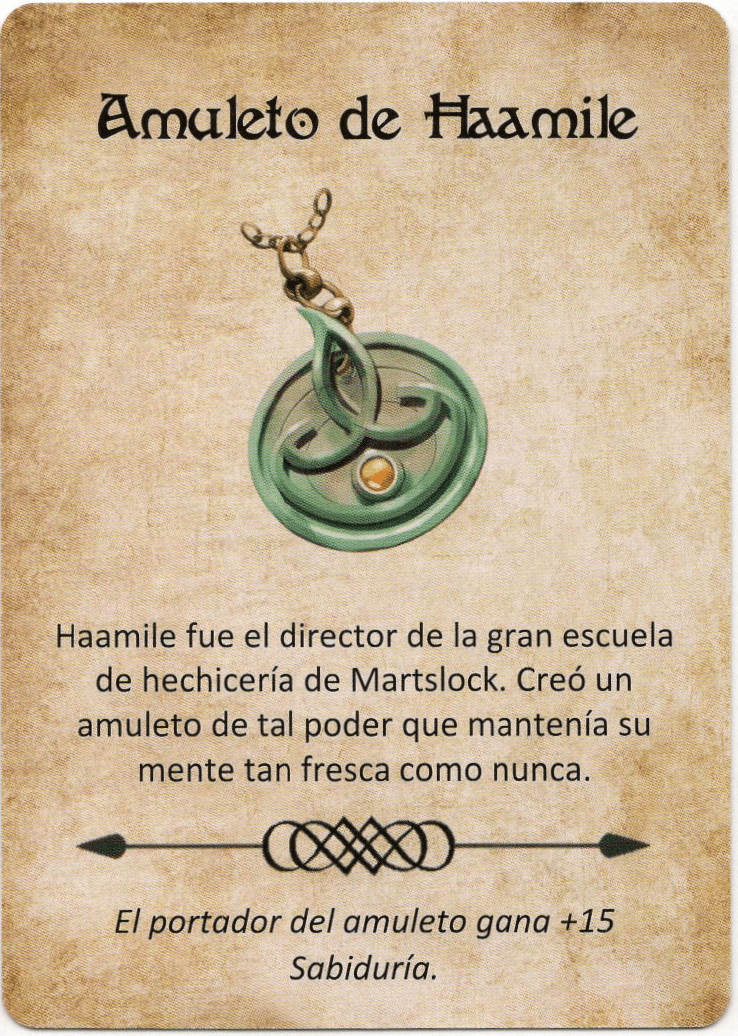 Amuleto de Haamile
Haamile fue el director de la gran escuela
de hechicería de Martslock. Creó un
amuleto de tal poder que mantenía su
mente tan fresca como nunca.
El portador del amuleto gana +15
Sabiduría.